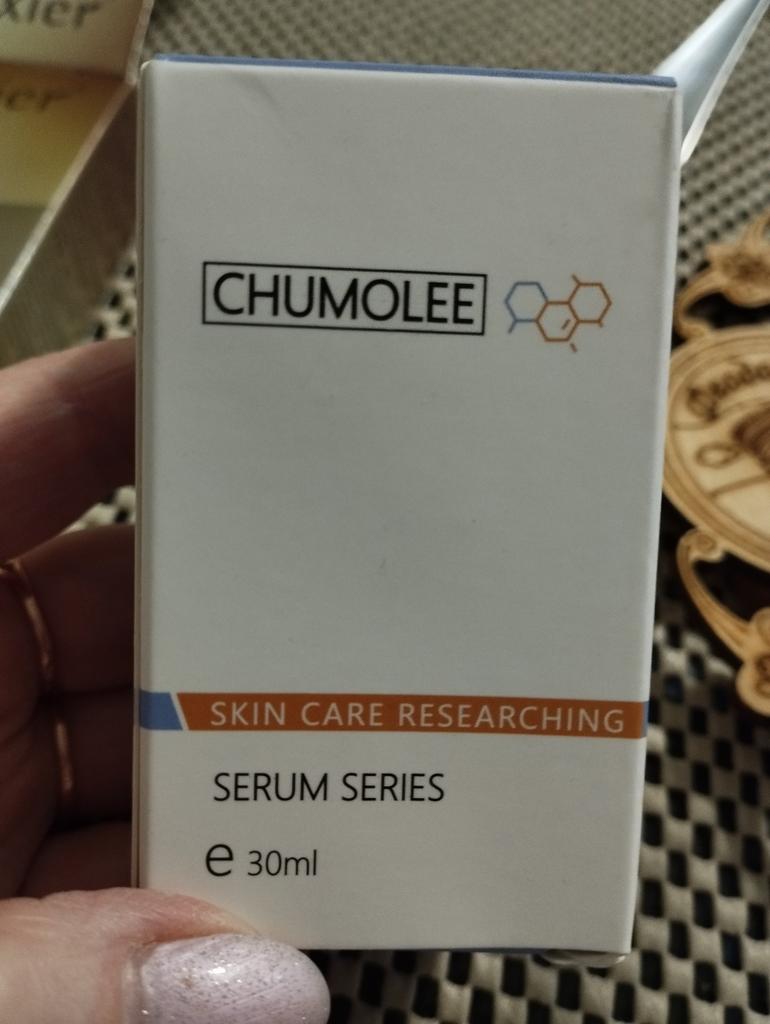 CHUMOLEE
SKIN CARE RESEARCHING
SERUM SERIES
e 30ml